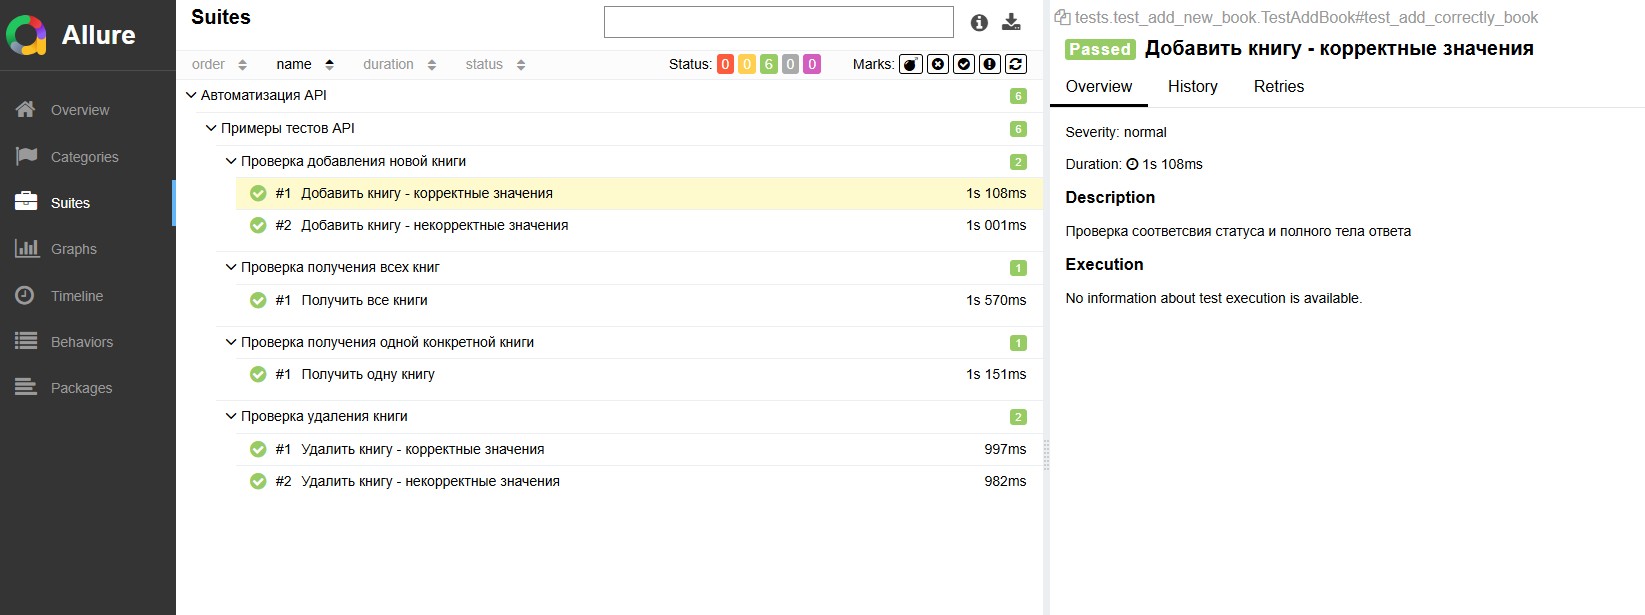 Allure
Overview
Categories
Suites
Graphs
Timeline
Behaviors
Packages
Suites
order name duration status Status: 0 0 6 0 0 Marks:
Автоматизация API 6
Примеры тестов API 6
Проверка добавления новой книги 2
#1 Добавить книгу - корректные значения 1s 108ms
#2 Добавить книгу - некорректные значения 1s 001ms
Проверка получения всех книг 1
#1 Получить все книги 1s 570ms
Проверка получения одной конкретной книги 1
#1 Получить одну книгу 1s 151ms
Проверка удаления книги 2
#1 Удалить книгу - корректные значения 997ms
#2 Удалить книгу - некорректные значения 982ms
tests.test_add_new_book.TestAddBook#test_add_correctly_book
Passed Добавить книгу - корректные значения
Overview History Retries
Severity: normal
Duration: 1s 108ms
Description
Проверка соответсвия статуса и полного тела ответа
Execution
No information about test execution is available.